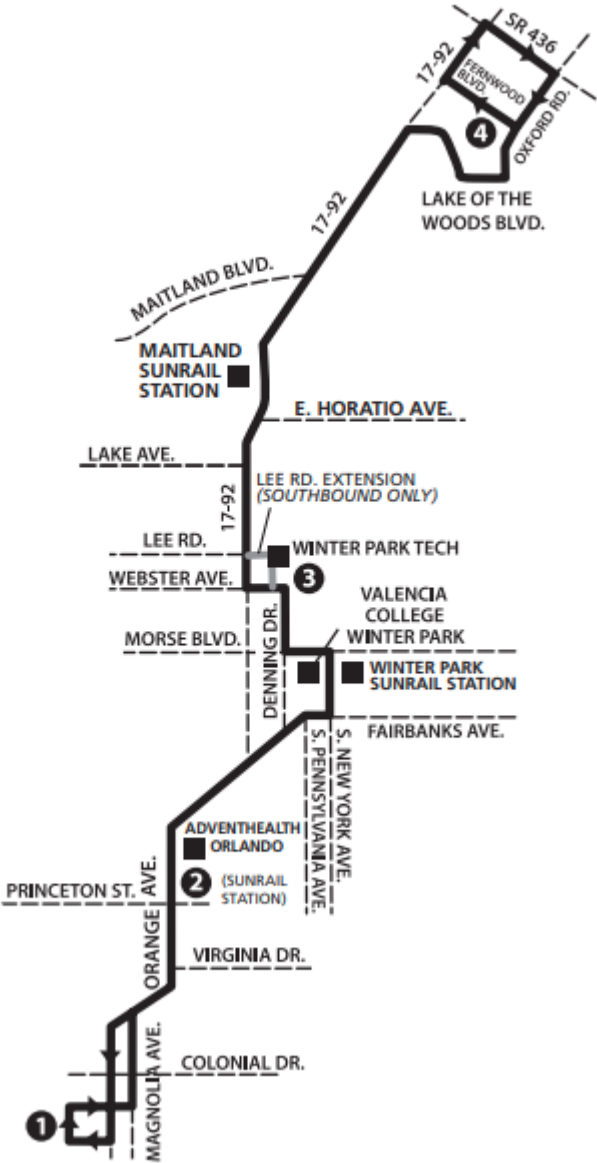 SR 436
17-92
FERNWOOD
BLVD.
OXFORD RD.
4
LAKE OF THE
WOODS BLVD.
17-92
MAITLAND BLVD.
MAITLAND
SUNRAIL
STATION
E. HORATIO AVE.
LAKE AVE.
17-92
LEE RD. EXTENSION
(SOUTHBOUND ONLY)
LEE RD.
WINTER PARK TECH
WEBSTER AVE.
3
VALENCIA
COLLEGE
WINTER PARK
MORSE BLVD.
DENNING DR.
WINTER PARK
SUNRAIL STATION
FAIRBANKS AVE.
S. PENNSYLVANIA AVE.
S. NEW YORK AVE.
ADVENTHEALTH
ORLANDO
2
(SUNRAIL
STATION)
PRINCETON ST.
ORANGE AVE.
VIRGINIA DR.
MAGNOLIA AVE.
COLONIAL DR.
1